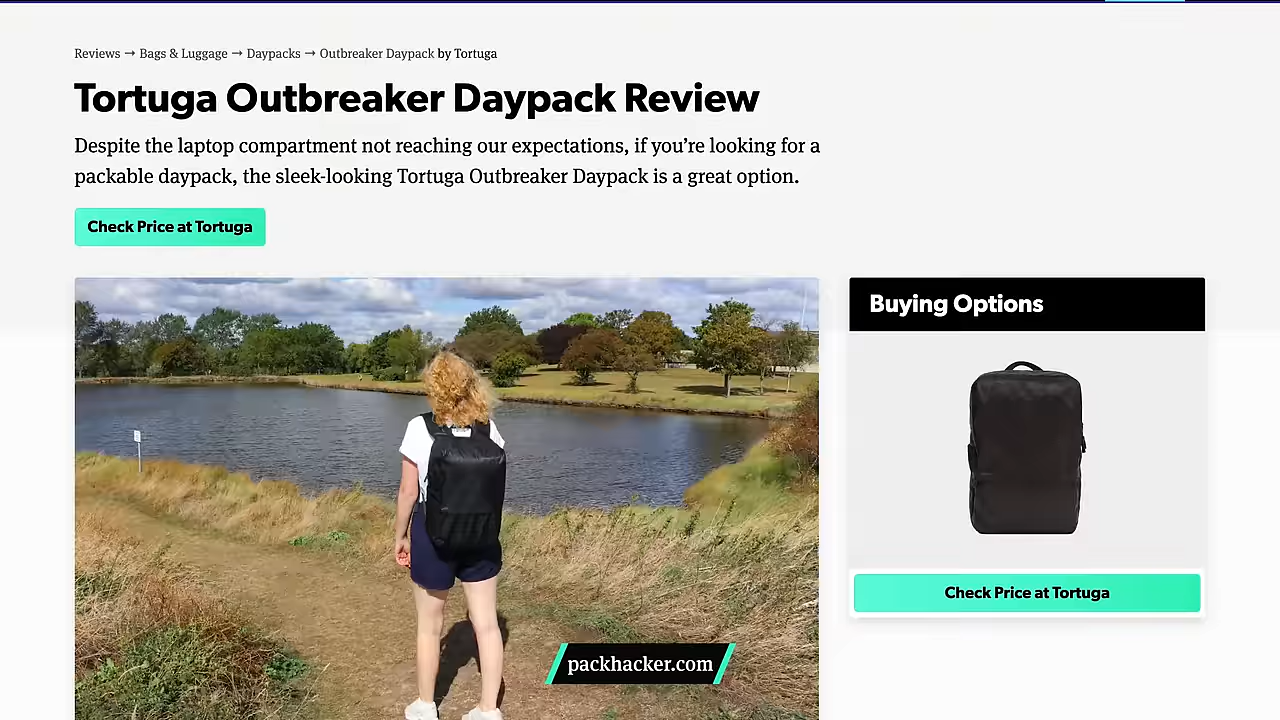 Reviews → Bags & Luggage → Daypacks → Outbreaker Daypack by Tortuga
Tortuga Outbreaker Daypack Review
Despite the laptop compartment not reaching our expectations, if you’re looking for a
packable daypack, the sleek-looking Tortuga Outbreaker Daypack is a great option.
Check Price at Tortuga
Buying Options
Check Price at Tortuga
packhacker.com